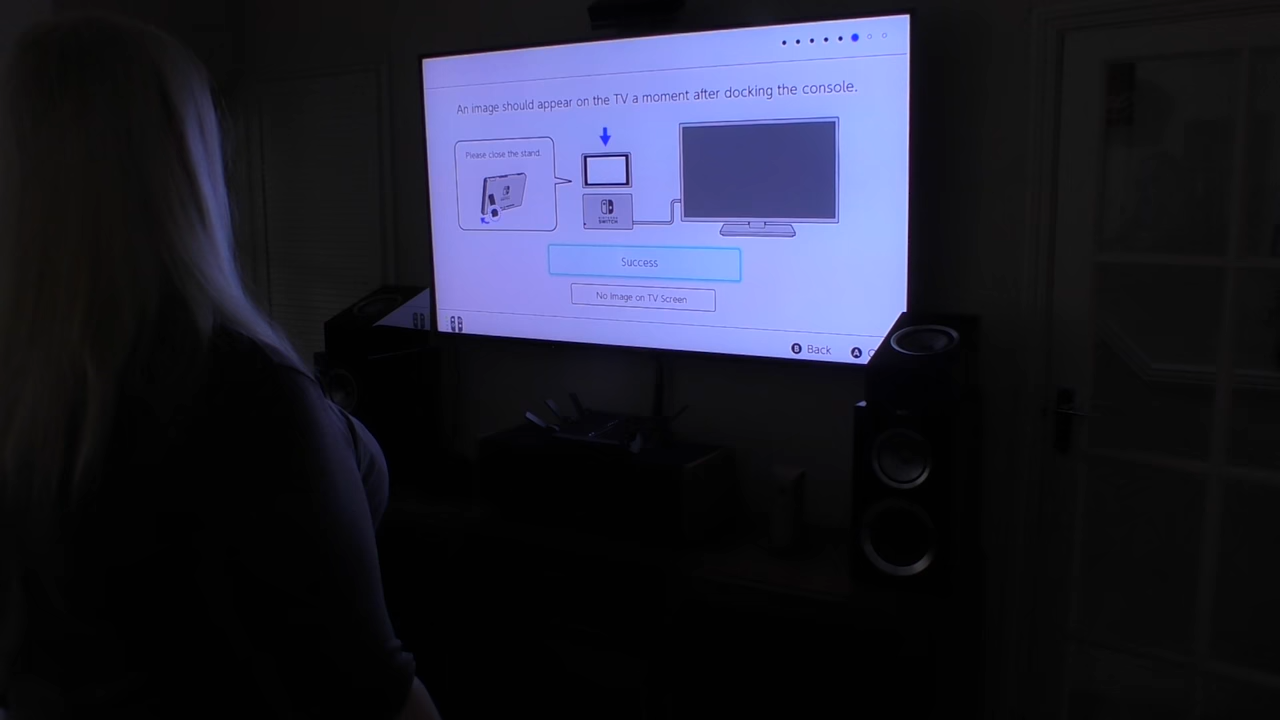 An image should appear on the TV a moment after docking the console.
Please close the stand.
SWITCH
Success
No Image on TV Screen
B Back
A